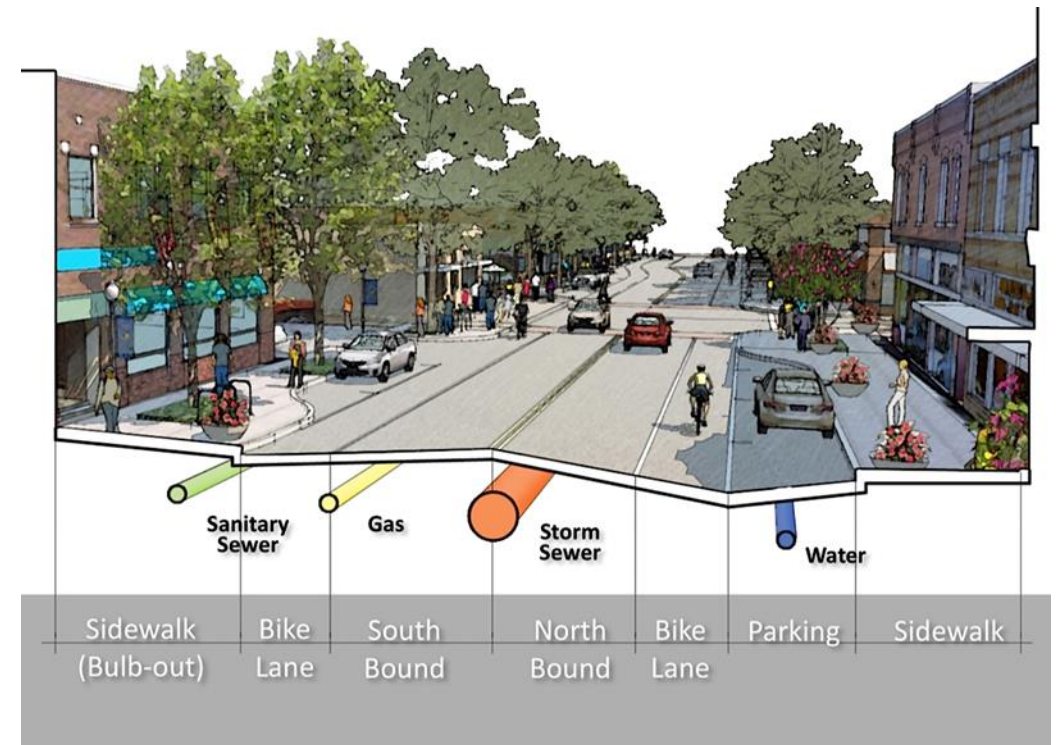 Sanitary
Sewer
Gas
Storm
Sewer
Water
Sidewalk
(Bulb-out)
Bike
Lane
South
Bound
North
Bound
Bike
Lane
Parking
Sidewalk